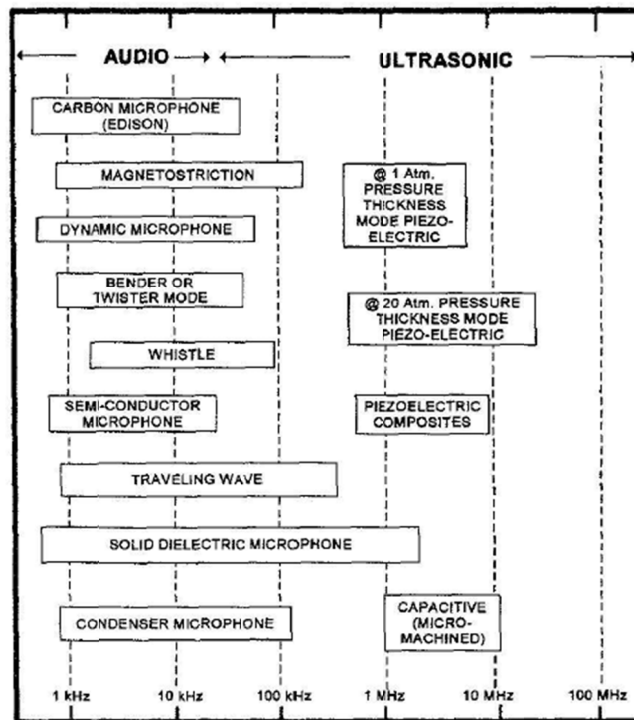 AUDIO
ULTRASONIC
CARBON MICROPHONE
(EDISON)
MAGNETOSTRICTION
@ 1 Atm.
PRESSURE
THICKNESS
MODE PIEZO-
ELECTRIC
DYNAMIC MICROPHONE
BENDER OR
TWISTER MODE
@ 20 Atm. PRESSURE
THICKNESS MODE
PIEZO-ELECTRIC
WHISTLE
SEMI-CONDUCTOR
MICROPHONE
PIEZOELECTRIC
COMPOSITES
TRAVELING WAVE
SOLID DIELECTRIC MICROPHONE
CONDENSER MICROPHONE
CAPACITIVE
(MICRO-
MACHINED)
1 kHz 10 kHz 100 kHz 1 MHz 10 MHz 100 MHz